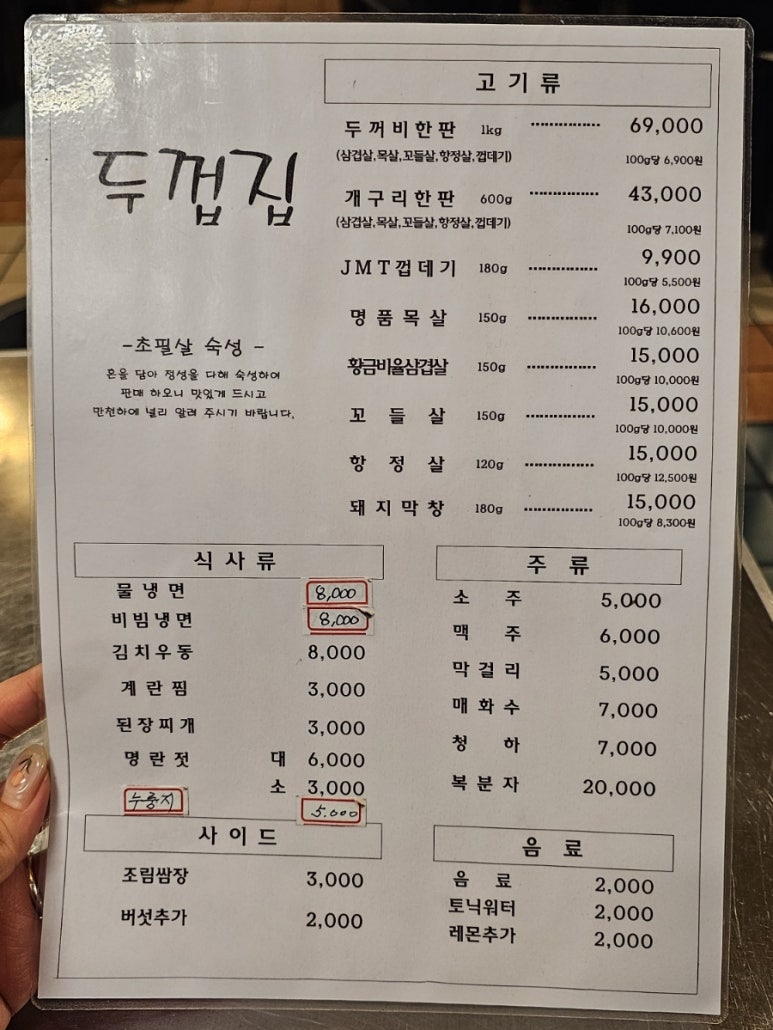 두껍집
-초필살 숙성 -
혼을 담아 정성을 다해 숙성하여
판매 하오니 맛있게 드시고
만천하에 널리 알려 주시기 바랍니다.
고기류
두꺼비한판 1kg ··············· 69,000
(삼겹살,목살,꼬들살,항정살,껍데기) 100g당 6,900원
개구리한판 600g ··············· 43,000
(삼겹살,목살,꼬들살,항정살,껍데기) 100g당 7,100원
JMT껍데기 180g ··············· 9,900
100g당 5,500원
명품목살 150g ··············· 16,000
100g당 10,600원
황금비율삼겹살 150g ··············· 15,000
100g당 10,000원
꼬들살 150g ··············· 15,000
100g당 10,000원
항정살 120g ··············· 15,000
100g당 12,500원
돼지막창 180g ··············· 15,000
100g당 8,300원
식사류
물냉면 8,000
비빔냉면 8,000
김치우동 8,000
계란찜 3,000
된장찌개 3,000
명란젓 대 6,000
소 3,000
누룽지 5.000
주류
소주 5,000
맥주 6,000
막걸리 5,000
매화수 7,000
청하 7,000
복분자 20,000
사이드
조림쌈장 3,000
버섯추가 2,000
음료
음료 2,000
토닉워터 2,000
레몬추가 2,000